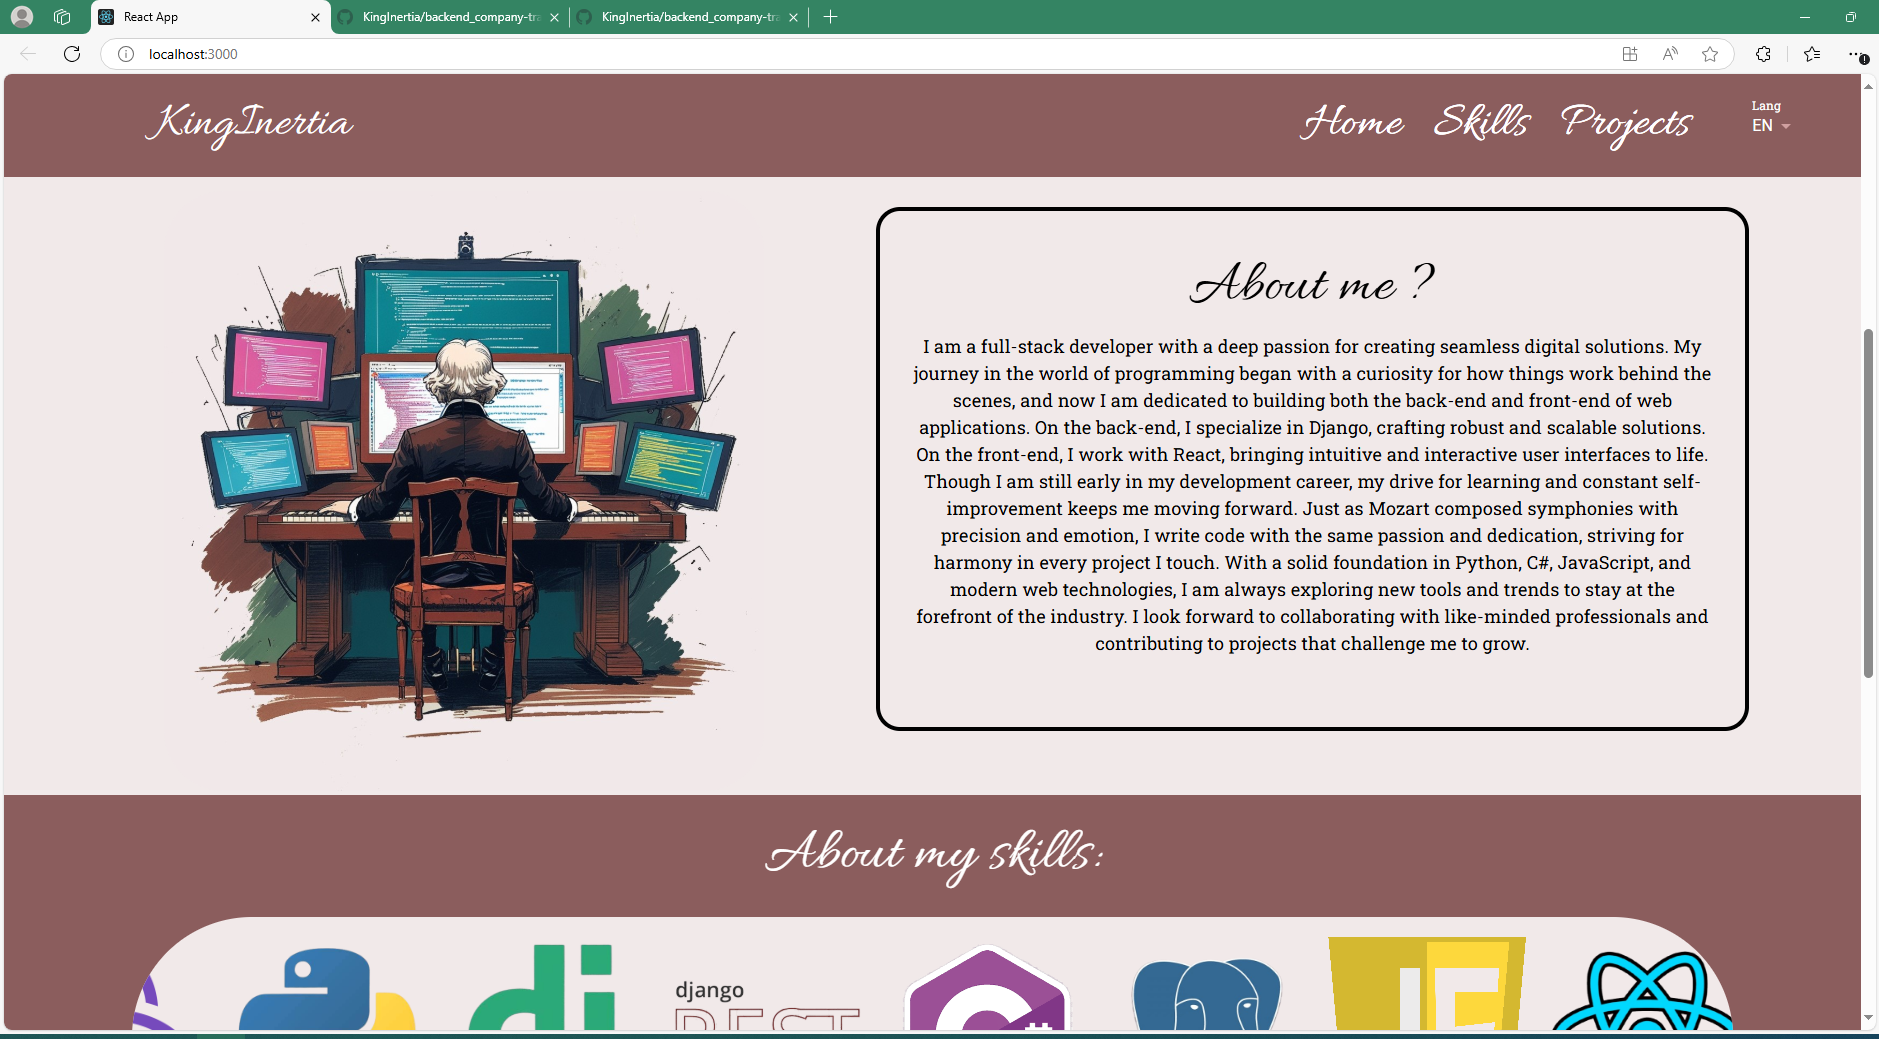 React App
KingInertia/backend_company-tra
KingInertia/backend_company-tra
localhost:3000
KingInertia
Home Skills Projects
Lang
EN
About me ?
I am a full-stack developer with a deep passion for creating seamless digital solutions. My
journey in the world of programming began with a curiosity for how things work behind the
scenes, and now I am dedicated to building both the back-end and front-end of web
applications. On the back-end, I specialize in Django, crafting robust and scalable solutions.
On the front-end, I work with React, bringing intuitive and interactive user interfaces to life.
Though I am still early in my development career, my drive for learning and constant self-
improvement keeps me moving forward. Just as Mozart composed symphonies with
precision and emotion, I write code with the same passion and dedication, striving for
harmony in every project I touch. With a solid foundation in Python, C#, JavaScript, and
modern web technologies, I am always exploring new tools and trends to stay at the
forefront of the industry. I look forward to collaborating with like-minded professionals and
contributing to projects that challenge me to grow.
About my skills:
dj
django
REST
C#